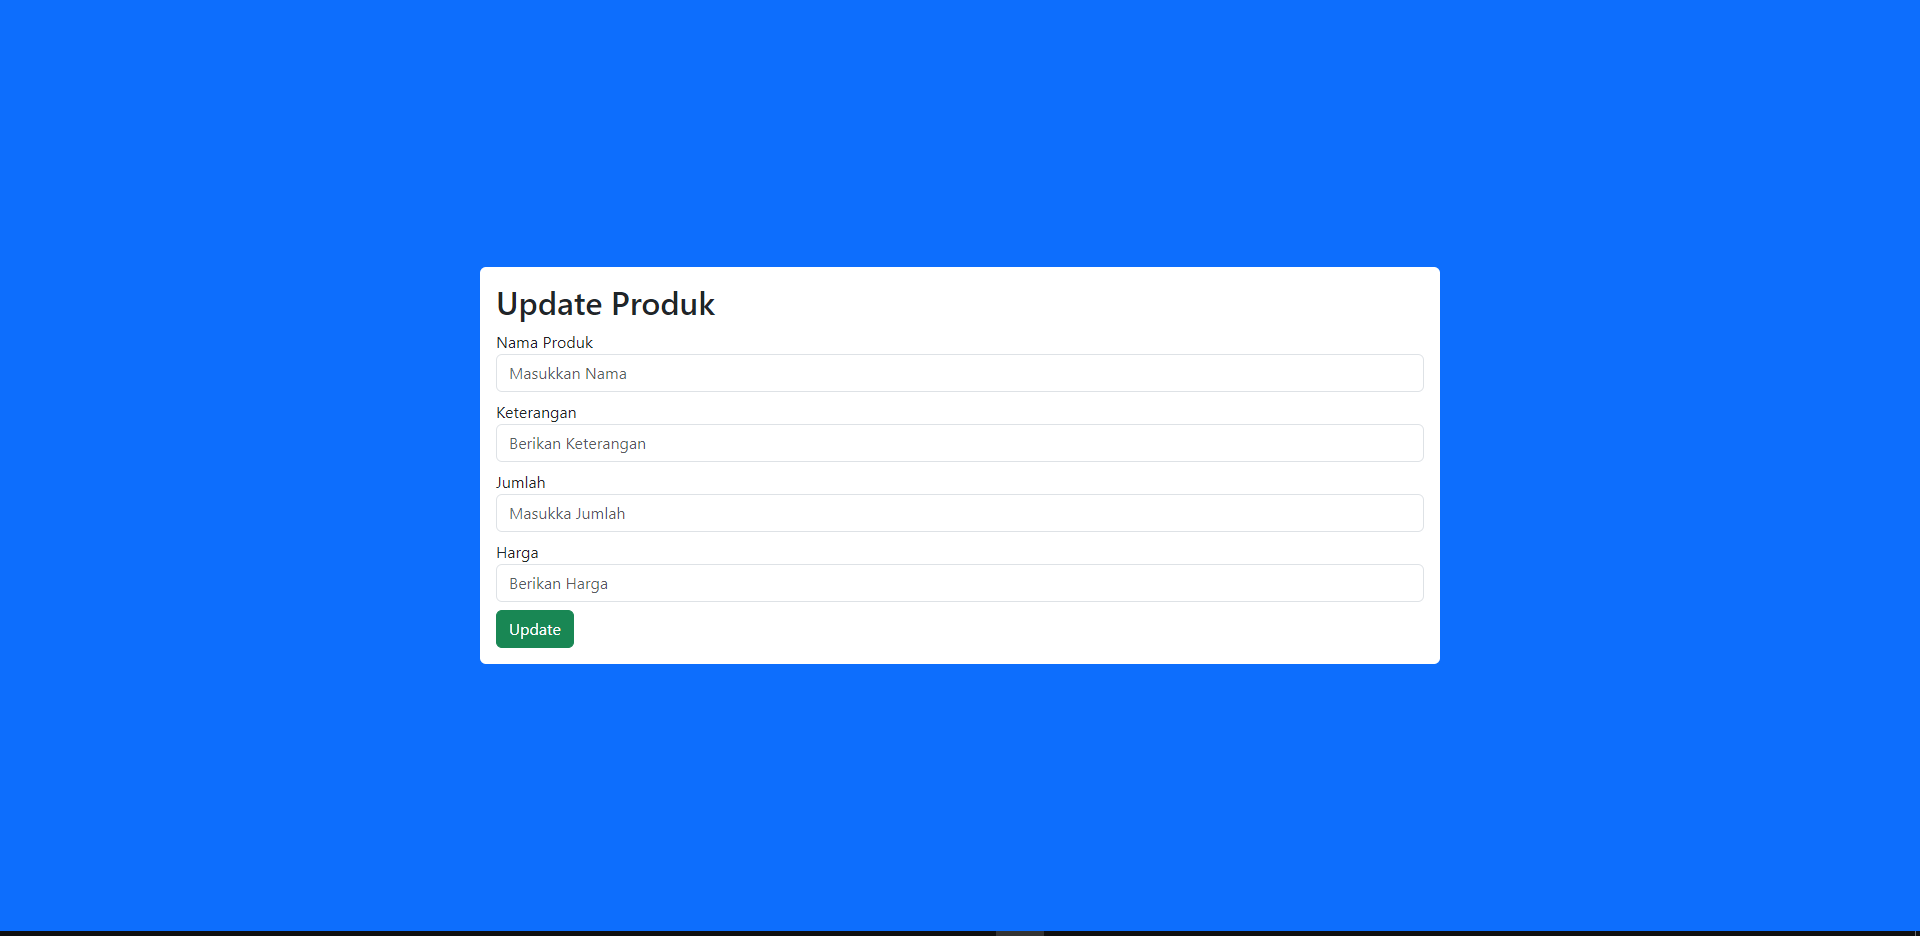 Update Produk
Nama Produk
Masukkan Nama
Keterangan
Berikan Keterangan
Jumlah
Masukka Jumlah
Harga
Berikan Harga
Update